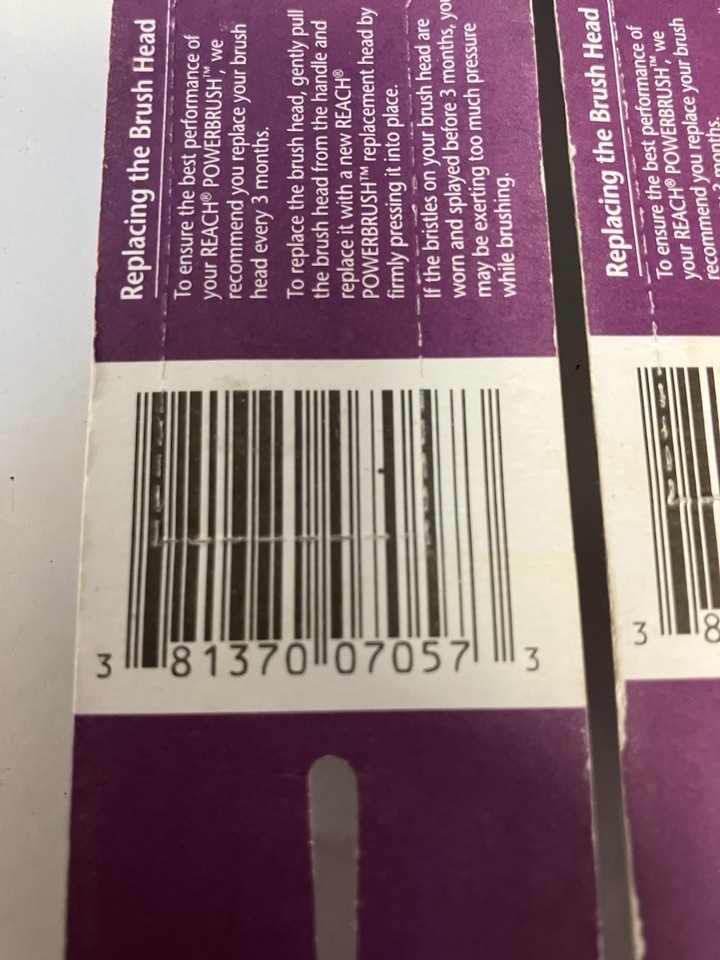 Replacing the Brush Head
To ensure the best performance of
your REACH® POWERBRUSH™, we
recommend you replace your brush
head every 3 months.
To replace the brush head, gently pull
the brush head from the handle and
replace it with a new REACH®
POWERBRUSH™ replacement head by
firmly pressing it into place.
If the bristles on your brush head are
worn and splayed before 3 months, yo
may be exerting too much pressure
while brushing.
3 81370 07057 3
Replacing the Brush Head
To ensure the best performance of
your REACH® POWERBRUSH™, we
recommend you replace your brush
3 months.
3 8